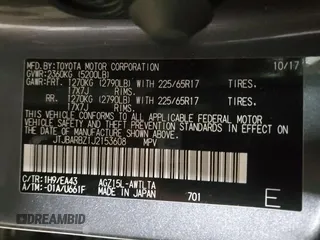 MFD.BY:TOYOTA MOTOR CORPORATION 10/17
GVWR:2360KG (5200LB)
GAWR:FRT. 1270KG (2790LB) WITH 225/65R17 TIRES,
17X7J RIMS,
RR. 1270KG (2790LB) WITH 225/65R17 TIRES,
17X7J RIMS,
THIS VEHICLE CONFORMS TO ALL APPLICABLE FEDERAL
MOTOR VEHICLE SAFETY AND THEFT PREVENTION
STANDARDS IN EFFECT ON THE DATE OF
MANUFACTURE SHOWN ABOVE.
JTJBARBZ1J2153608 MPV
C/TR:1H9/EA43 AGZ15L-AWTLTA
A/TM:-01A/U661F MADE IN JAPAN 701 E
DREAMBID